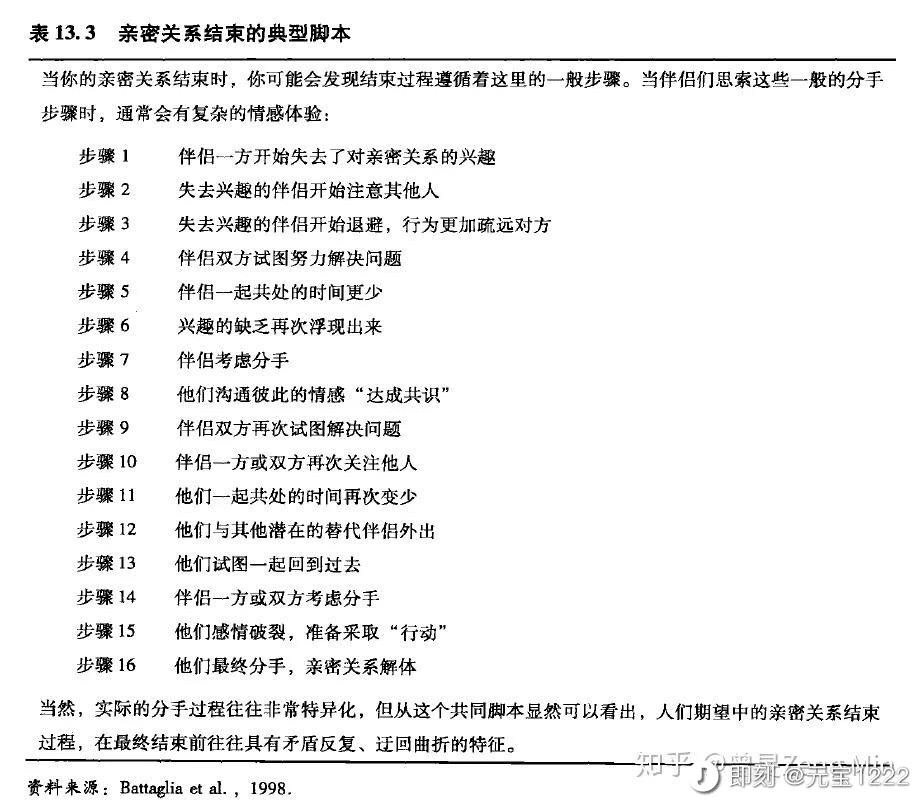 表 13.3 亲密关系结束的典型脚本
当你的亲密关系结束时，你可能会发现结束过程遵循着这里的一般步骤。当伴侣们思索这些一般的分手
步骤时，通常会有复杂的情感体验：
步骤 1 伴侣一方开始失去了对亲密关系的兴趣
步骤 2 失去兴趣的伴侣开始注意其他人
步骤 3 失去兴趣的伴侣开始退避，行为更加疏远对方
步骤 4 伴侣双方试图努力解决问题
步骤 5 伴侣一起共处的时间更少
步骤 6 兴趣的缺乏再次浮现出来
步骤 7 伴侣考虑分手
步骤 8 他们沟通彼此的情感“达成共识”
步骤 9 伴侣双方再次试图解决问题
步骤 10 伴侣一方或双方再次关注他人
步骤 11 他们一起共处的时间再次变少
步骤 12 他们与其他潜在的替代伴侣外出
步骤 13 他们试图一起回到过去
步骤 14 伴侣一方或双方考虑分手
步骤 15 他们感情破裂，准备采取“行动”
步骤 16 他们最终分手，亲密关系解体
当然，实际的分手过程往往非常特异化，但从这个共同脚本显然可以看出，人们期望中的亲密关系结束
过程，在最终结束前往往具有矛盾反复、迂回曲折的特征。
知乎
即刻 @元宝1222
资料来源：Battaglia et al. , 1998.